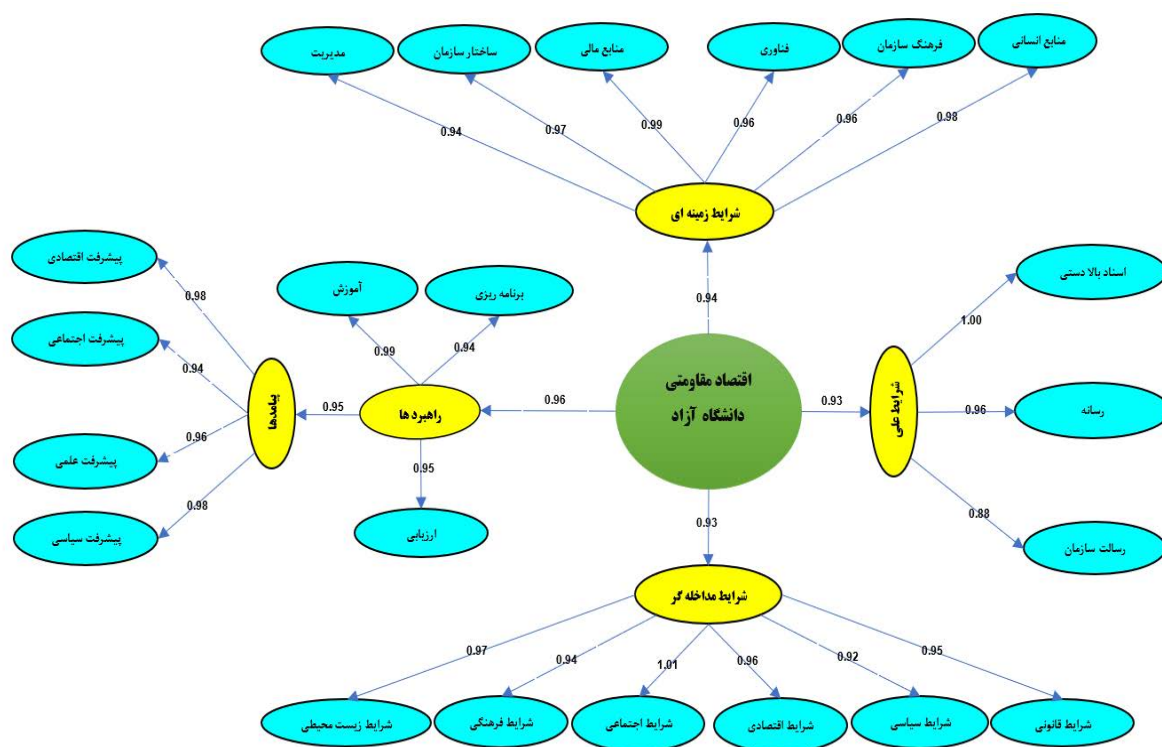 منابع انسانی
فرهنگ سازمان
فناوری
منابع مالی
ساختار سازمان
مدیریت
0.94
0.97
0.99
0.96
0.96
0.98
شرایط زمینه ای
0.94
اسناد بالا دستی
1.00
رسانه
0.96
رسالت سازمان
0.88
شرایط علی
0.93
اقتصاد مقاومتی
دانشگاه آزاد
0.96
برنامه ریزی
آموزش
0.94
0.99
راهبرد ها
0.95
ارزیابی
0.95
پیامدها
پیشرفت اقتصادی
0.98
پیشرفت اجتماعی
0.94
پیشرفت علمی
0.96
پیشرفت سیاسی
0.98
0.93
شرایط مداخله گر
0.97
0.94
1.01
0.96
0.92
0.95
شرایط قانونی
شرایط سیاسی
شرایط اقتصادی
شرایط اجتماعی
شرایط فرهنگی
شرایط زیست محیطی